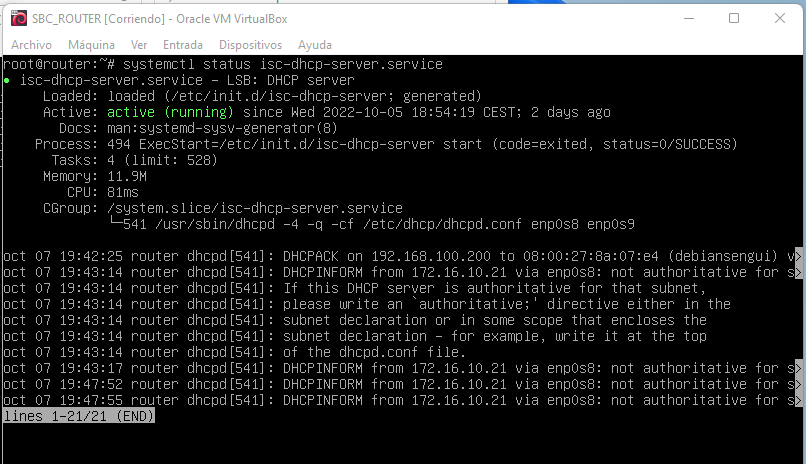 SBC_ROUTER [Corriendo] - Oracle VM VirtualBox
Archivo Máquina Ver Entrada Dispositivos Ayuda
root@router:~# systemctl status isc-dhcp-server.service
● isc-dhcp-server.service - LSB: DHCP server
Loaded: loaded (/etc/init.d/isc-dhcp-server; generated)
Active: active (running) since Wed 2022-10-05 18:54:19 CEST; 2 days ago
Docs: man:systemd-sysv-generator(8)
Process: 494 ExecStart=/etc/init.d/isc-dhcp-server start (code=exited, status=0/SUCCESS)
Tasks: 4 (limit: 528)
Memory: 11.9M
CPU: 81ms
CGroup: /system.slice/isc-dhcp-server.service
└─541 /usr/sbin/dhcpd -4 -q -cf /etc/dhcp/dhcpd.conf enp0s8 enp0s9
oct 07 19:42:25 router dhcpd[541]: DHCPACK on 192.168.100.200 to 08:00:27:8a:07:e4 (debiansengui) v>
oct 07 19:43:14 router dhcpd[541]: DHCPINFORM from 172.16.10.21 via enp0s8: not authoritative for s>
oct 07 19:43:14 router dhcpd[541]: If this DHCP server is authoritative for that subnet,
oct 07 19:43:14 router dhcpd[541]: please write an `authoritative;' directive either in the
oct 07 19:43:14 router dhcpd[541]: subnet declaration or in some scope that encloses the
oct 07 19:43:14 router dhcpd[541]: subnet declaration - for example, write it at the top
oct 07 19:43:14 router dhcpd[541]: of the dhcpd.conf file.
oct 07 19:43:17 router dhcpd[541]: DHCPINFORM from 172.16.10.21 via enp0s8: not authoritative for s>
oct 07 19:47:52 router dhcpd[541]: DHCPINFORM from 172.16.10.21 via enp0s8: not authoritative for s>
oct 07 19:47:55 router dhcpd[541]: DHCPINFORM from 172.16.10.21 via enp0s8: not authoritative for s>
lines 1-21/21 (END)